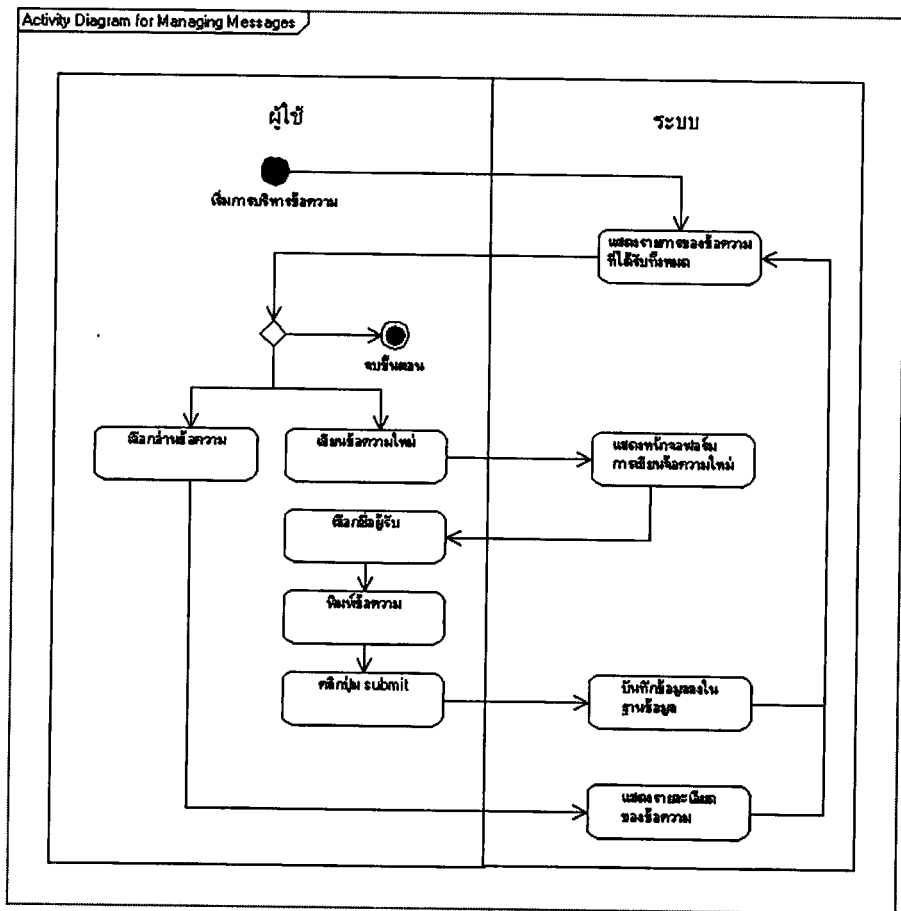 Activity Diagram for Managing Messages
ผู้ใช้
ระบบ
เริ่มการบริหารข้อความ
แสดงรายการของข้อความ
ที่ได้รับทั้งหมด
จบขั้นตอน
เลือกอ่านข้อความ
เขียนข้อความใหม่
แสดงหน้าจอฟอร์ม
การเขียนข้อความใหม่
เลือกชื่อผู้รับ
พิมพ์ข้อความ
คลิกปุ่ม submit
บันทึกข้อมูลลงใน
ฐานข้อมูล
แสดงรายละเอียด
ของข้อความ